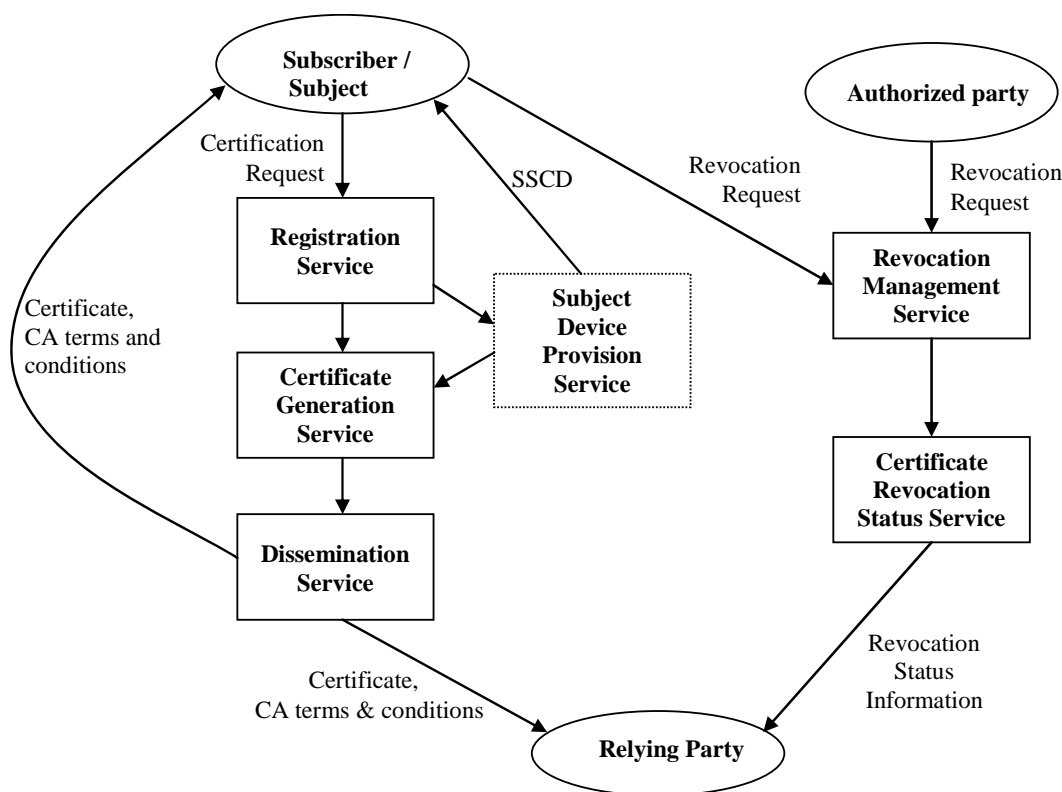 Subscriber /
Subject
Authorized party
Certification
Request
SSCD
Revocation
Request
Revocation
Request
Registration
Service
Subject
Device
Provision
Service
Revocation
Management
Service
Certificate,
CA terms and
conditions
Certificate
Generation
Service
Certificate
Revocation
Status Service
Dissemination
Service
Revocation
Status
Information
Certificate,
CA terms & conditions
Relying Party